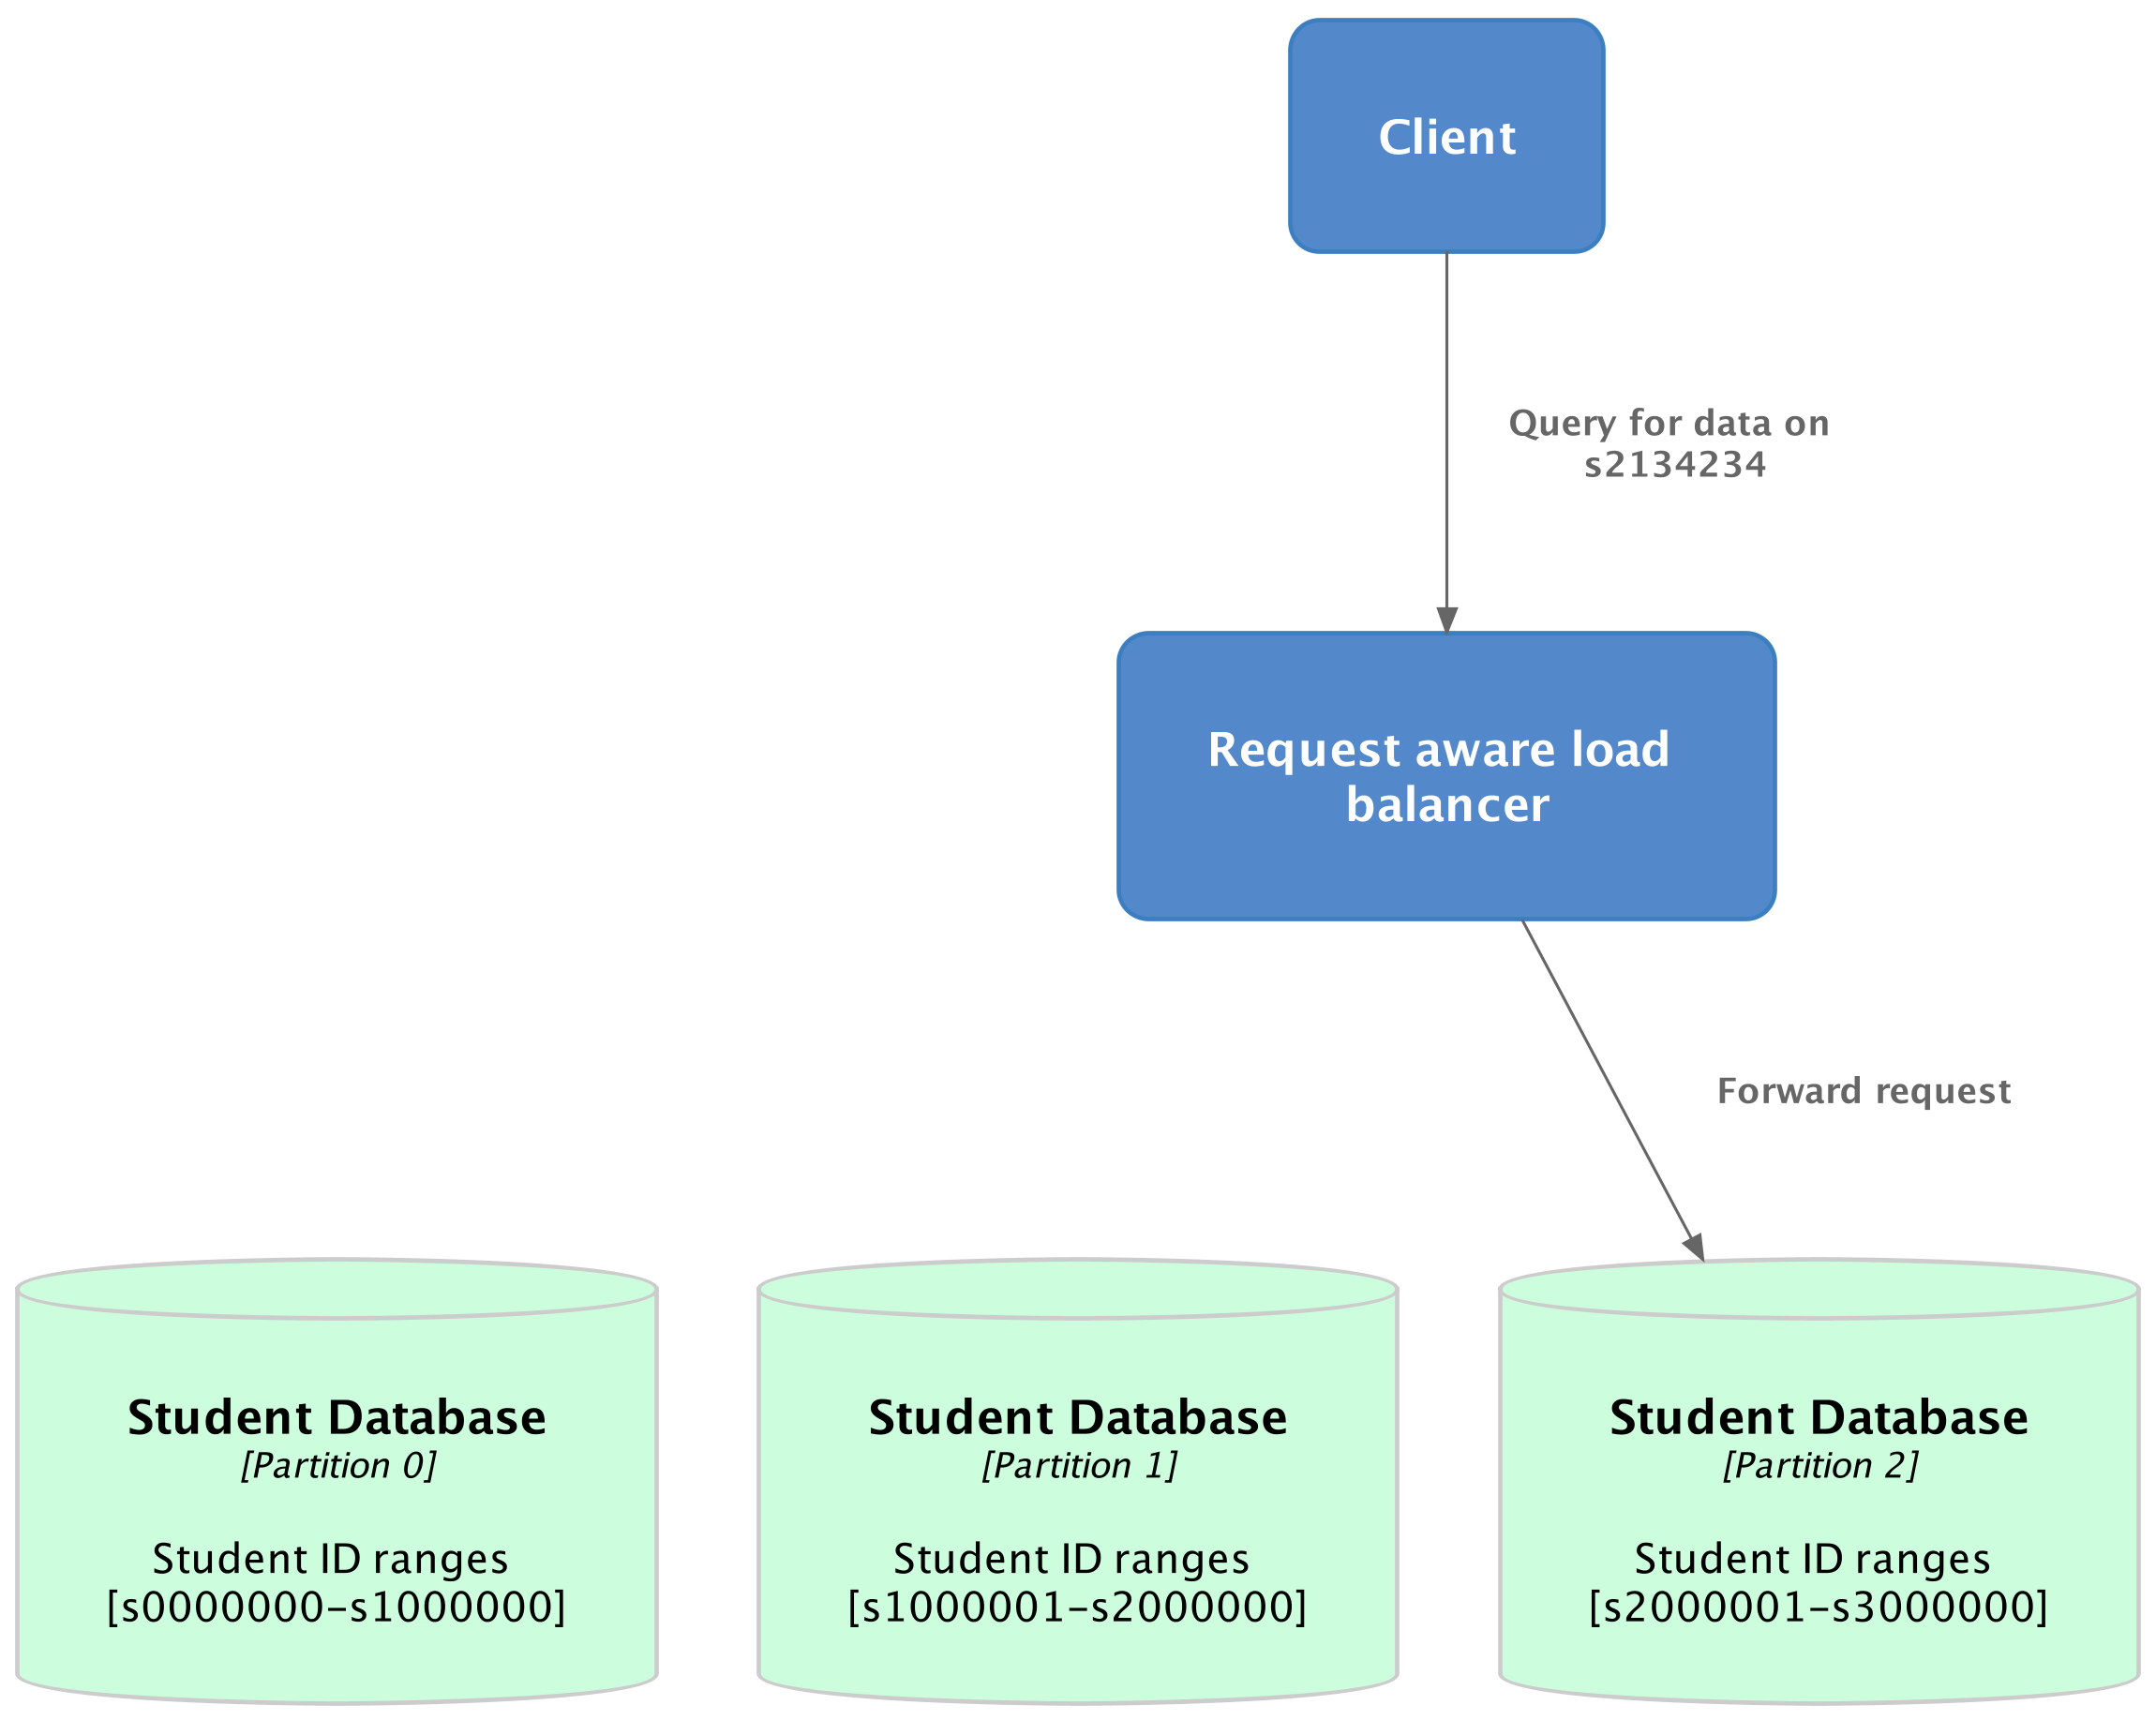 Client
Query for data on
s2134234
Request aware load
balancer
Forward request
Student Database
[Partition 0]
Student ID ranges
[s0000000-s1000000]
Student Database
[Partition 1]
Student ID ranges
[s1000001-s2000000]
Student Database
[Partition 2]
Student ID ranges
[s2000001-s3000000]